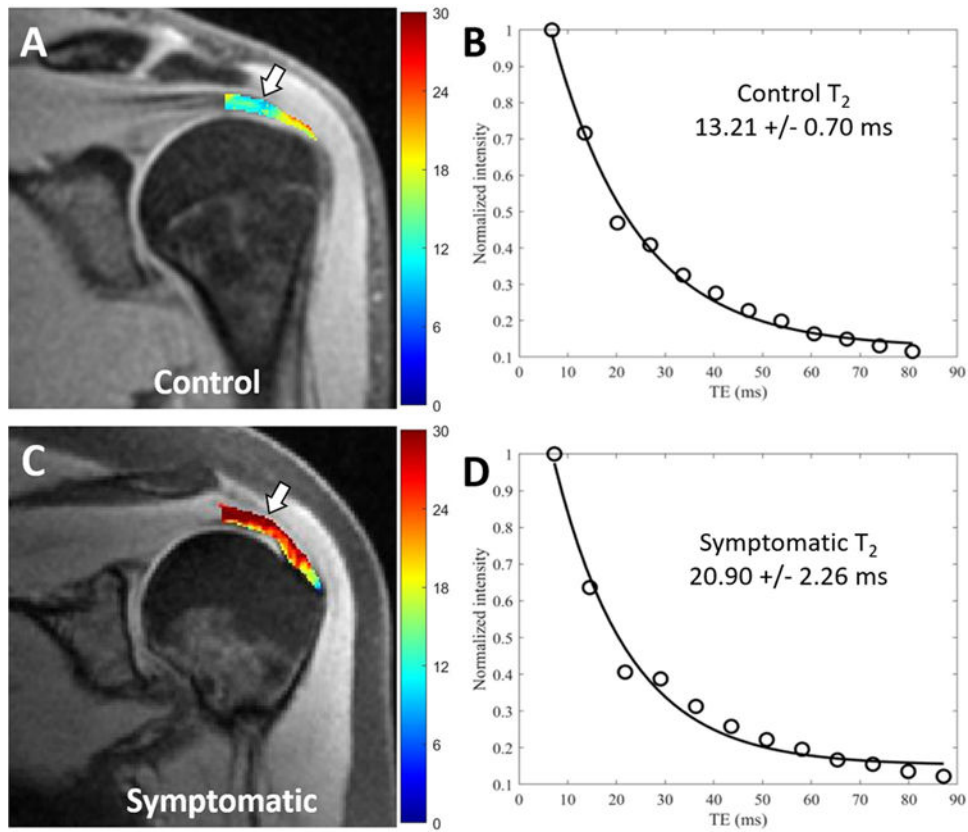 A
Control
30
24
18
12
6
0
B
Control T₂
13.21 +/- 0.70 ms
Normalized intensity
1
0.9
0.8
0.7
0.6
0.5
0.4
0.3
0.2
0.1
0 10 20 30 40 50 60 70 80 90
TE (ms)
C
Symptomatic
30
24
18
12
6
0
D
Symptomatic T₂
20.90 +/- 2.26 ms
Normalized intensity
1
0.9
0.8
0.7
0.6
0.5
0.4
0.3
0.2
0.1
0 10 20 30 40 50 60 70 80 90
TE (ms)